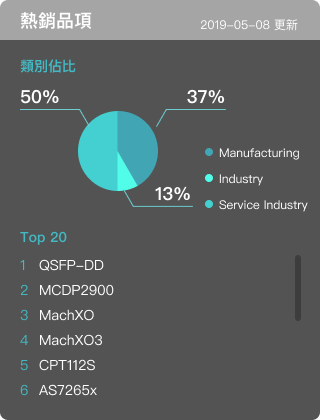 熱銷品項
2019-05-08 更新
類別佔比
50%
37%
13%
Manufacturing
Industry
Service Industry
Top 20
1 QSFP-DD
2 MCDP2900
3 MachXO
4 MachXO3
5 CPT112S
6 AS7265x